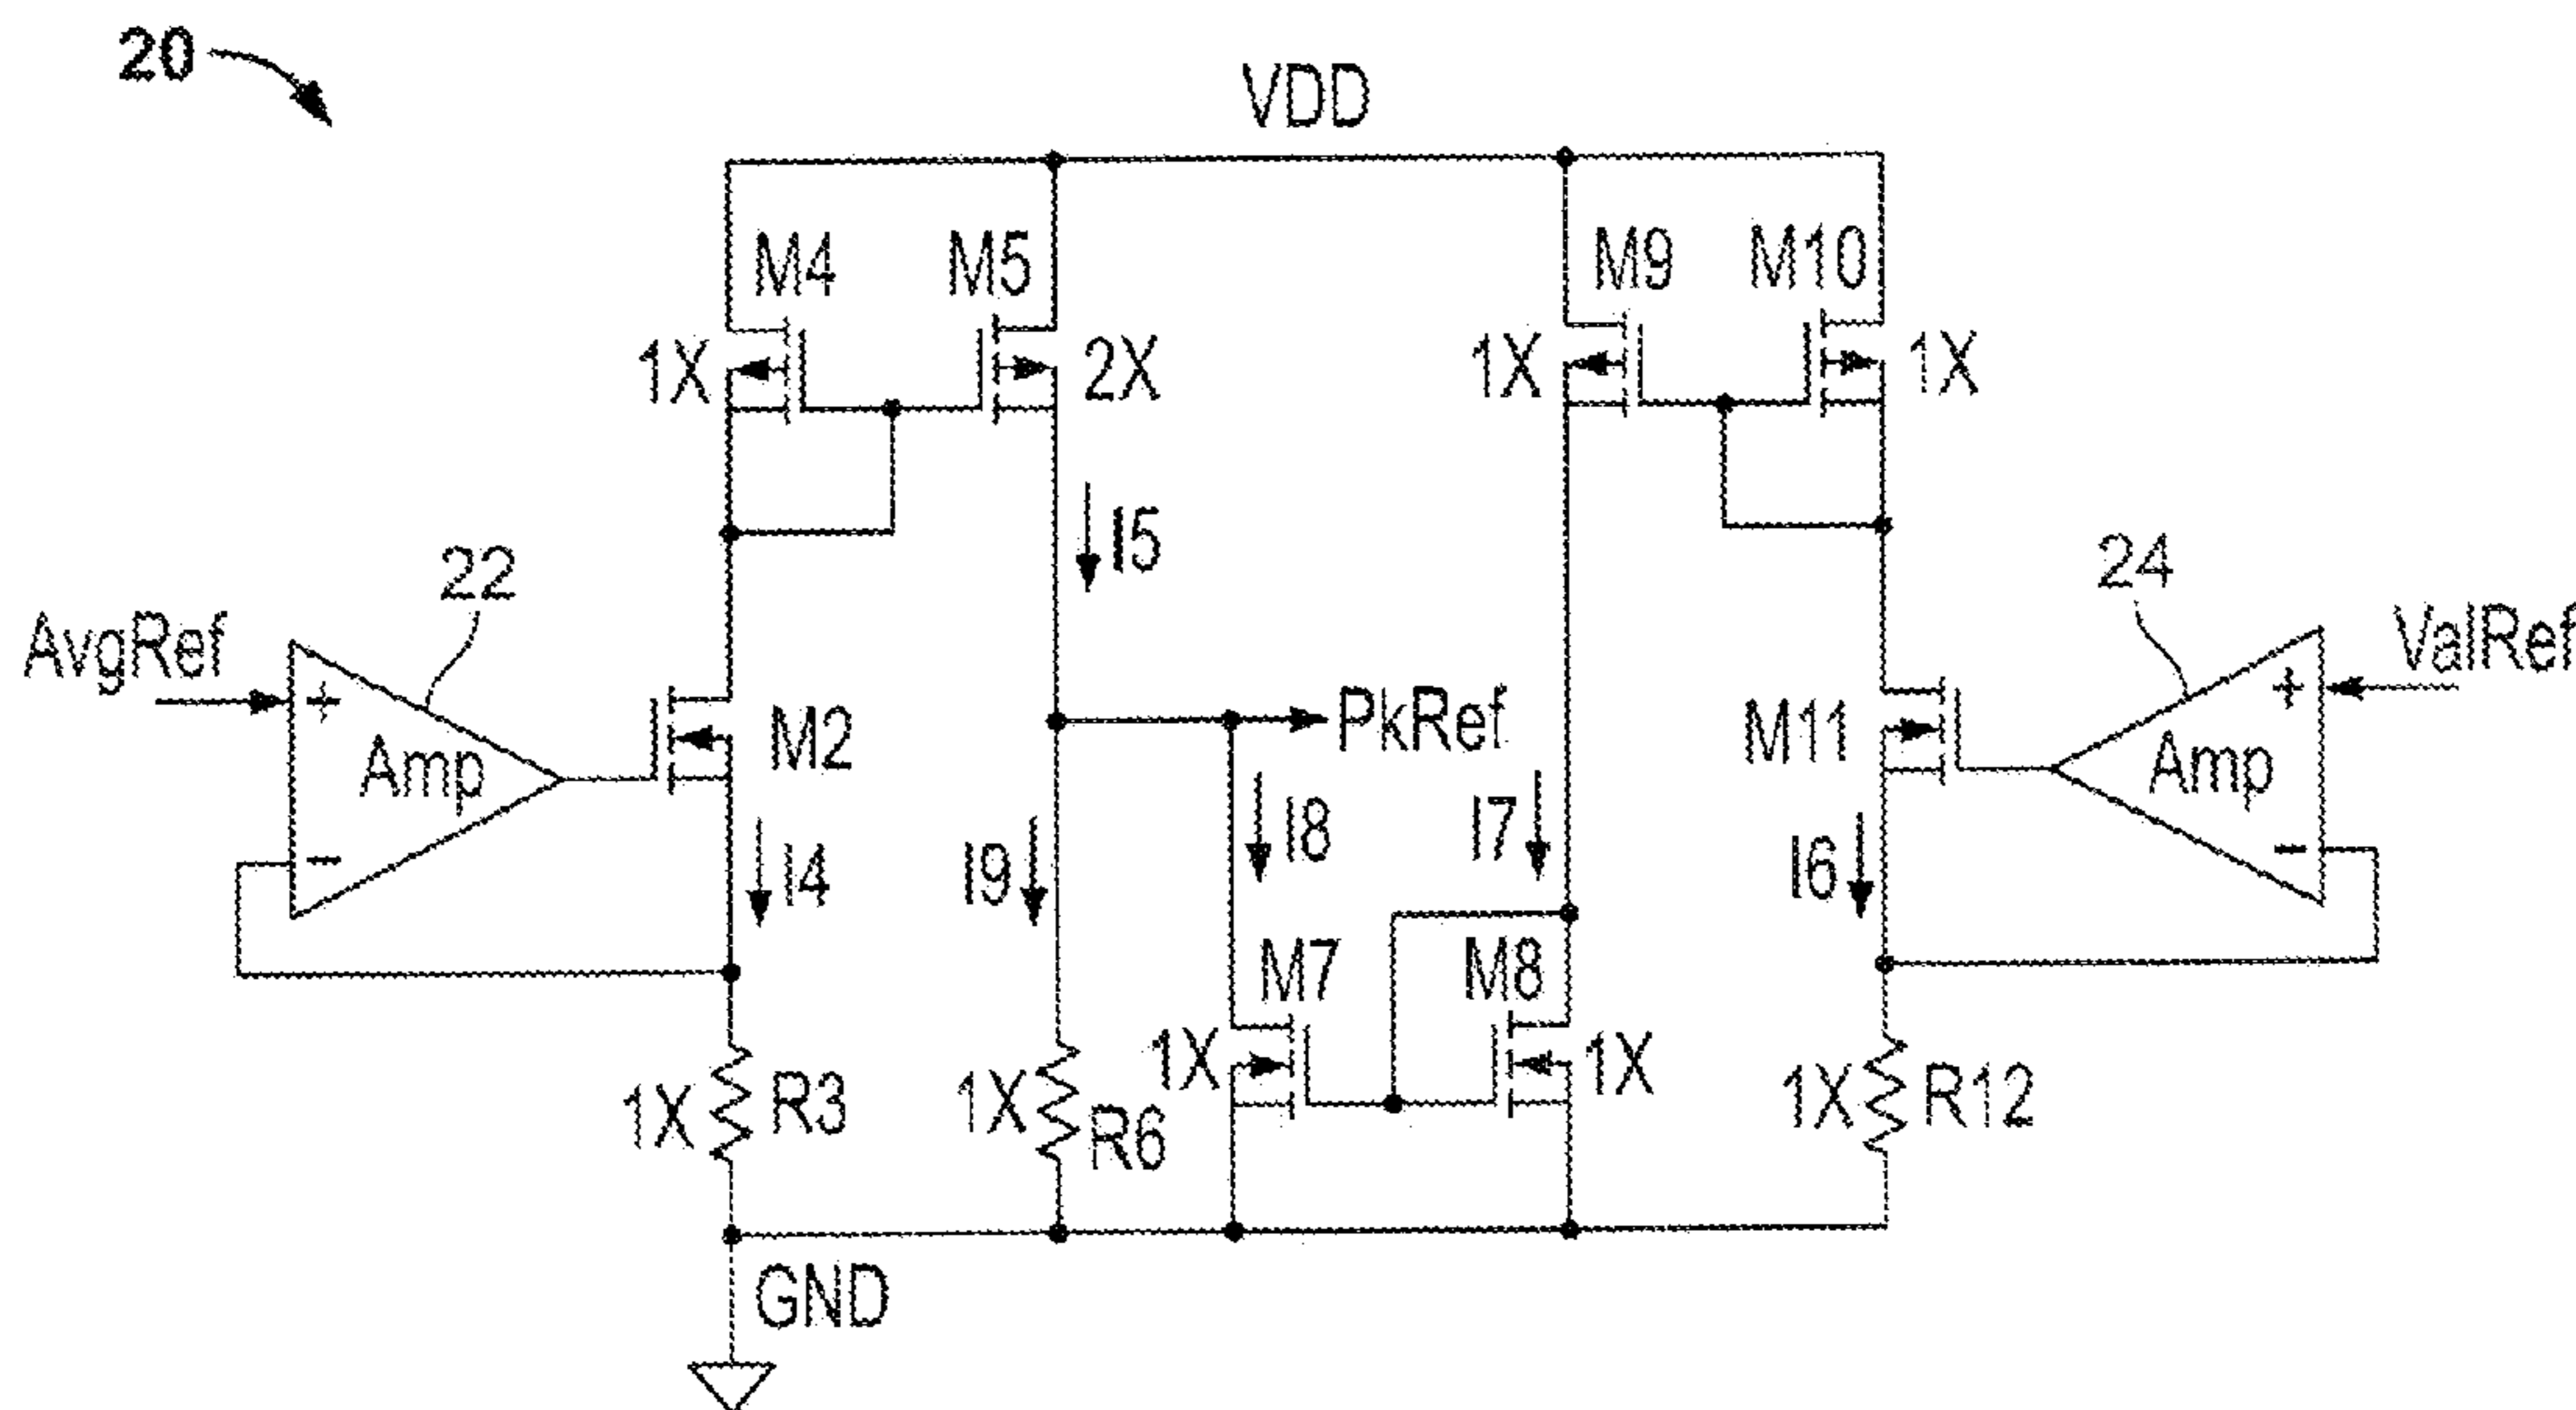 20
VDD
M4 M5 M9 M10
1X 2X 1X 1X
I5
22 24
AvgRef ValRef
+ +
Amp M2 PkRef M11 Amp
- -
I4 I9 I8 I7 I6
M7 M8
1X 1X
1X R3 1X R6 1X R12
GND